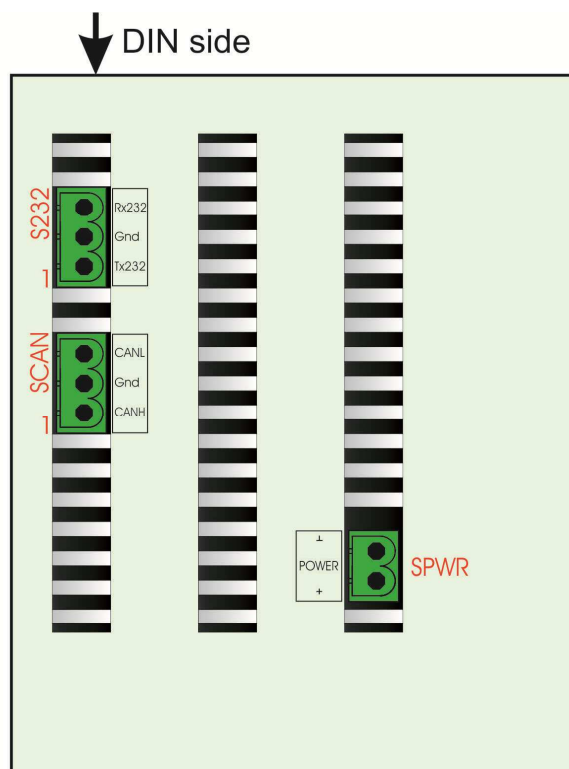 DIN side
S232
1
Rx232
Gnd
Tx232
SCAN
1
CANL
Gnd
CANH
⊥
POWER
+
SPWR